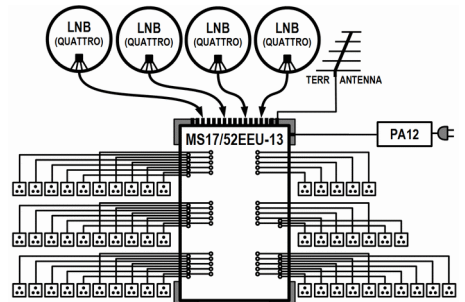 LNB LNB LNB LNB
(QUATTRO) (QUATTRO) (QUATTRO) (QUATTRO)
TERR ANTENNA
MS17/52EEU-13
PA12